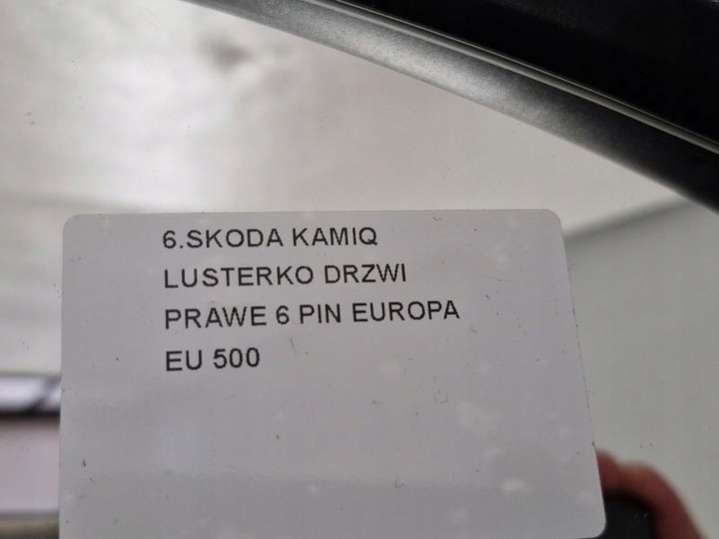 6.SKODA KAMIQ
LUSTERKO DRZWI
PRAWE 6 PIN EUROPA
EU 500